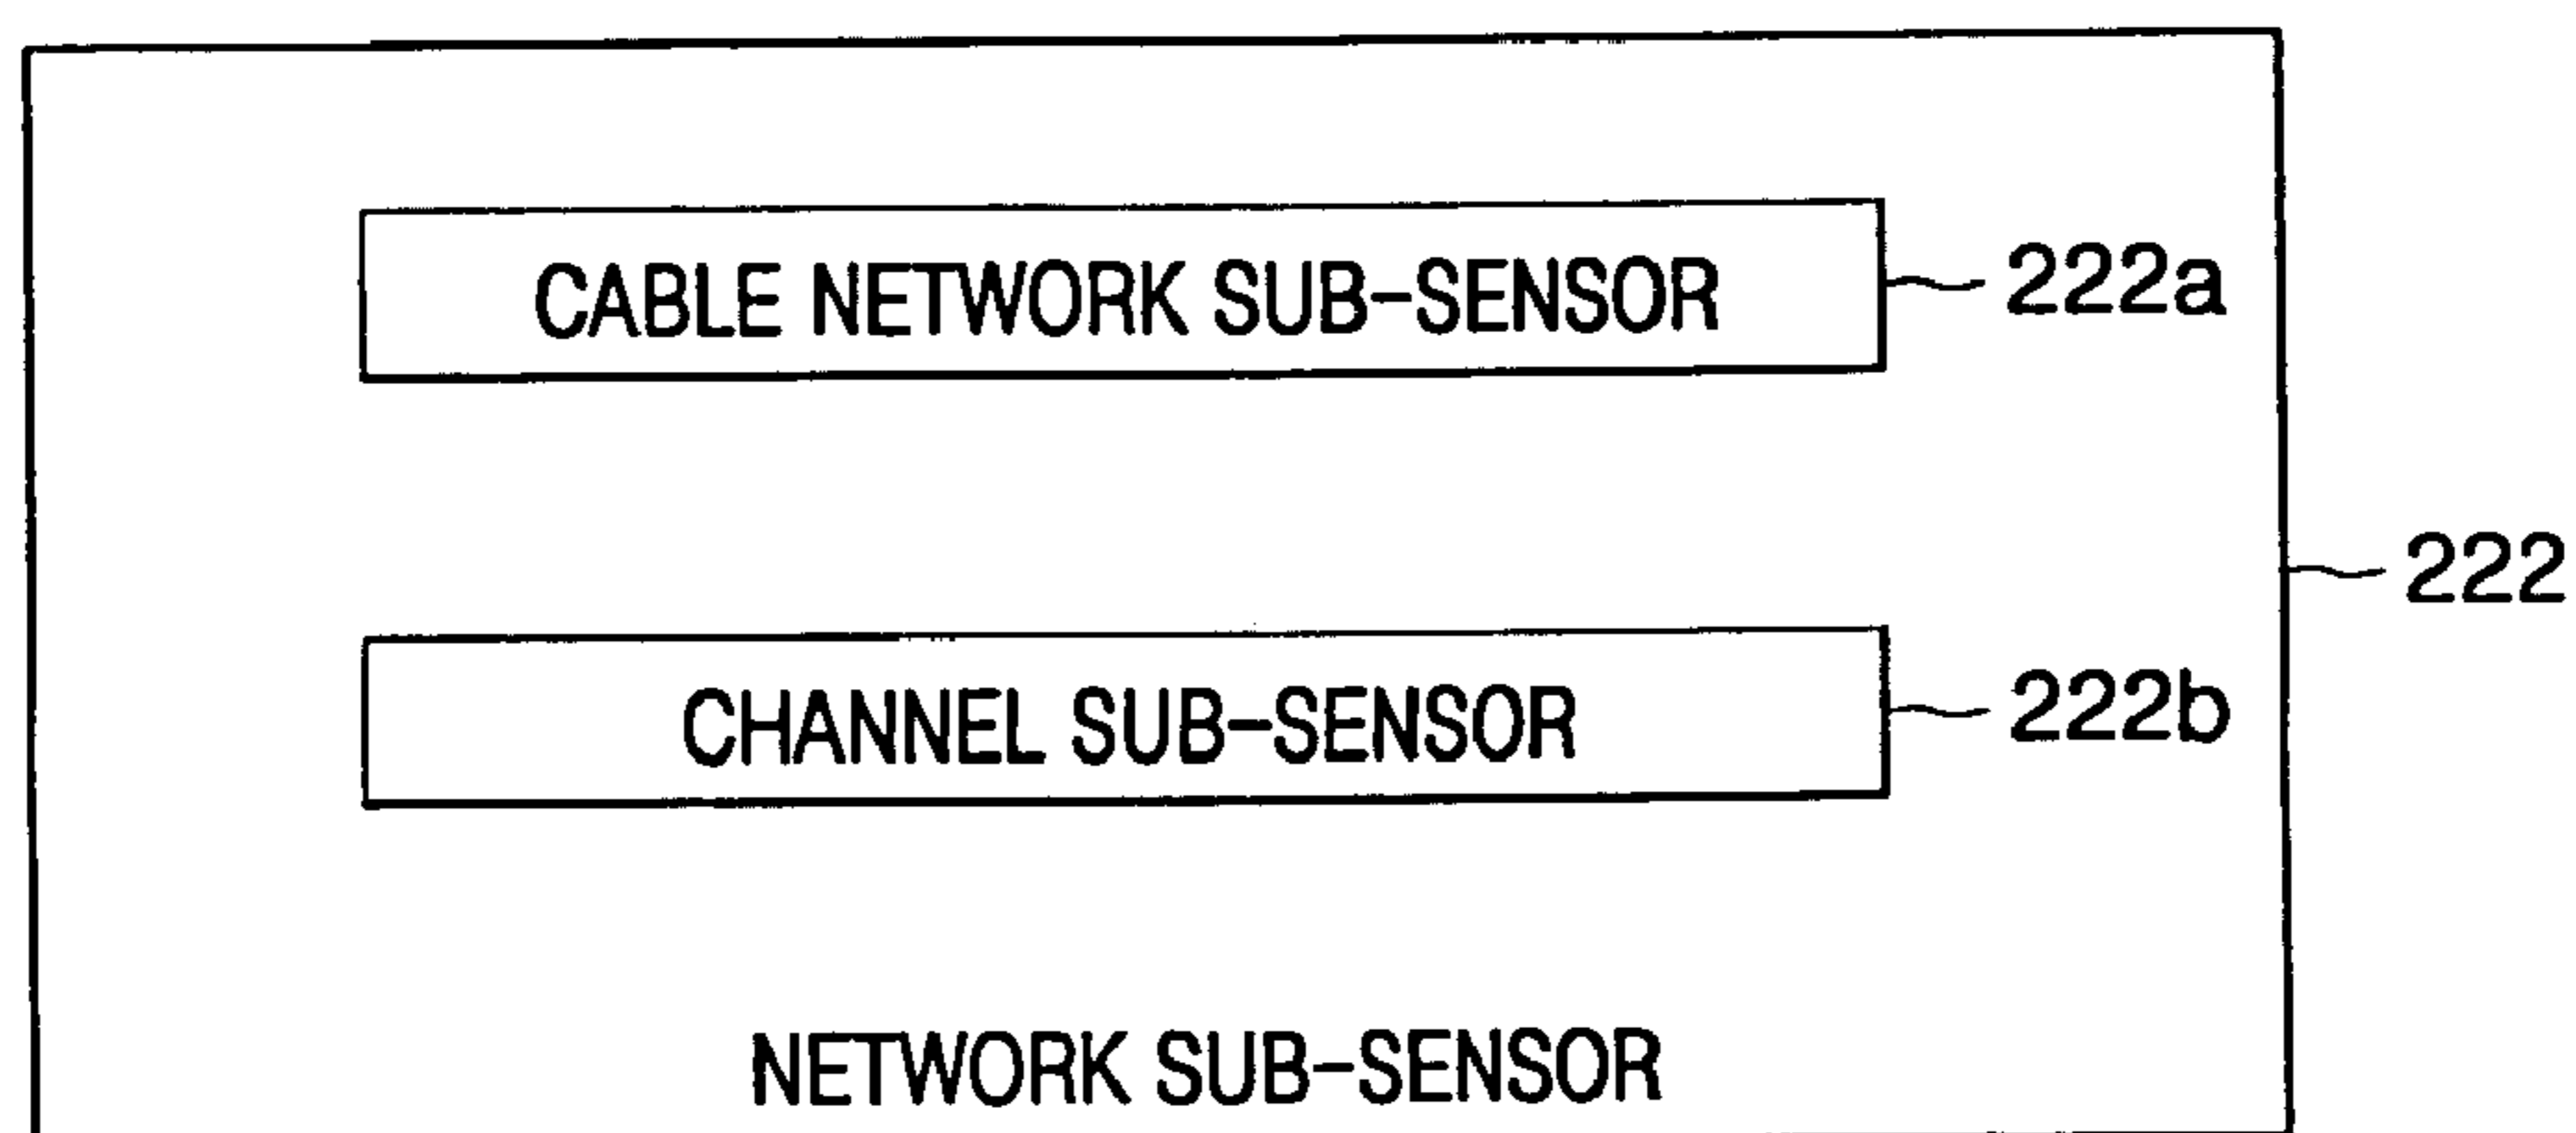 CABLE NETWORK SUB-SENSOR
222a
222
CHANNEL SUB-SENSOR
222b
NETWORK SUB-SENSOR